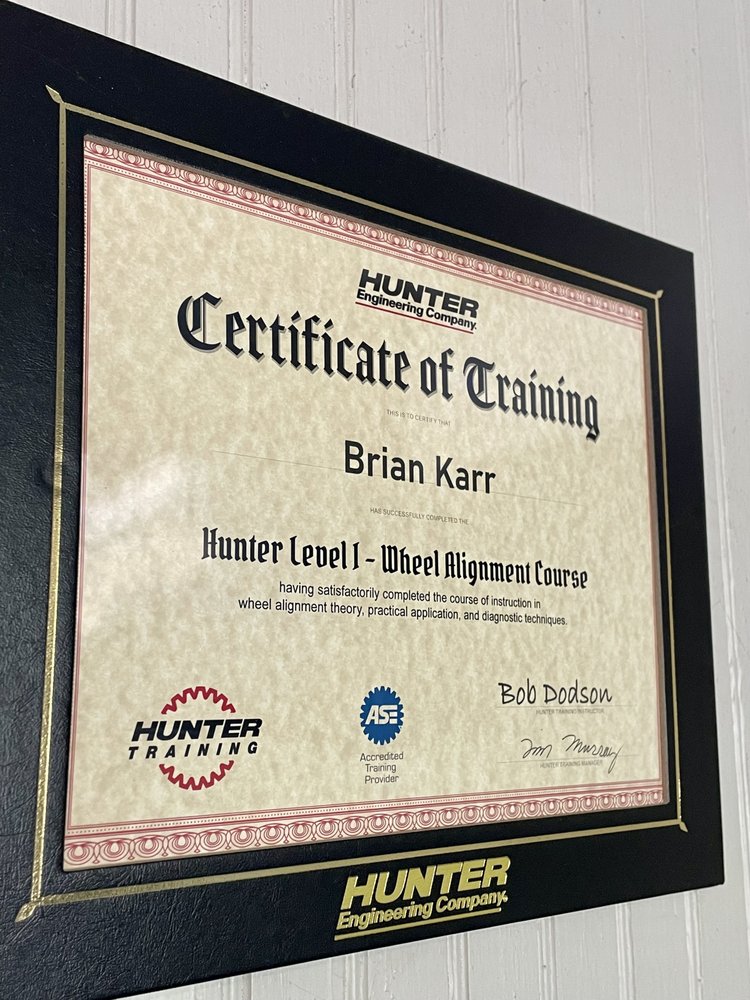 HUNTER
Engineering Company.
Certificate of Training
THIS IS TO CERTIFY THAT
Brian Karr
HAS SUCCESSFULLY COMPLETED THE
Hunter Level I - Wheel Alignment Course
having satisfactorily completed the course of instruction in
wheel alignment theory, practical application, and diagnostic techniques.
HUNTER
TRAINING
ASE
Accredited
Training
Provider
Bob Dodson
HUNTER TRAINING INSTRUCTOR
Jim Murray
HUNTER TRAINING MANAGER
HUNTER
Engineering Company.